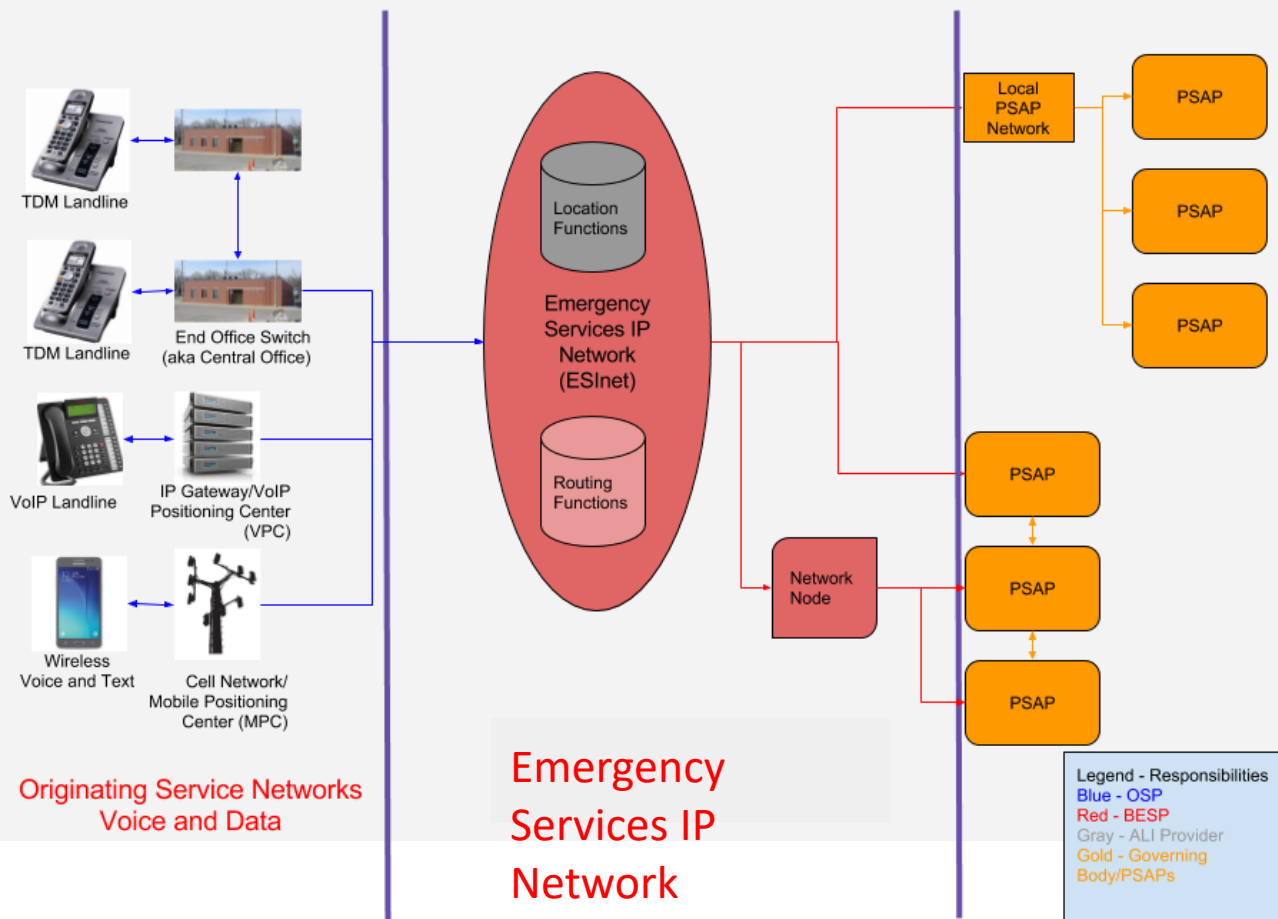 TDM Landline
TDM Landline
End Office Switch
(aka Central Office)
VoIP Landline
IP Gateway/VoIP
Positioning Center
(VPC)
Wireless
Voice and Text
Cell Network/
Mobile Positioning
Center (MPC)
Originating Service Networks
Voice and Data
Location
Functions
Emergency
Services IP
Network
(ESInet)
Routing
Functions
Network
Node
Emergency
Services IP
Network
Local
PSAP
Network
PSAP
PSAP
PSAP
PSAP
PSAP
PSAP
Legend - Responsibilities
Blue - OSP
Red - BESP
Gray - ALI Provider
Gold - Governing
Body/PSAPs